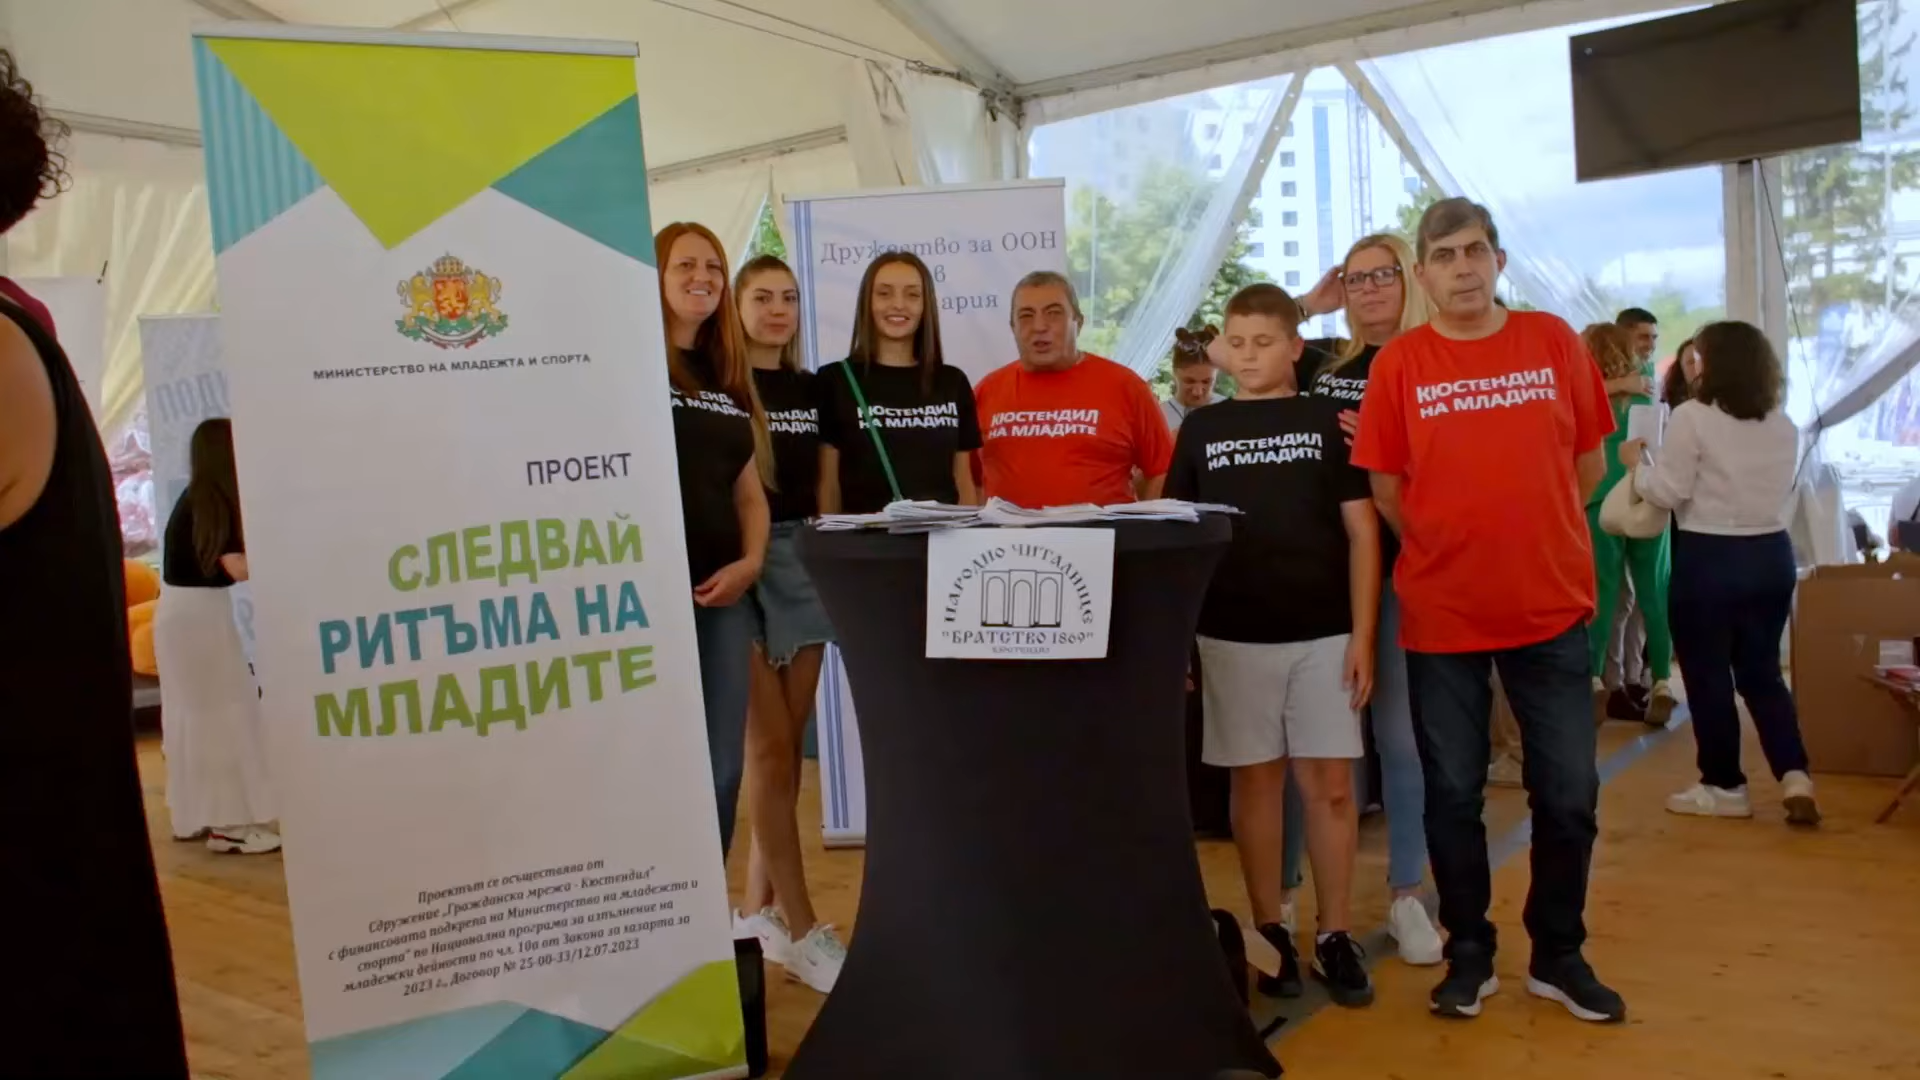 МИНИСТЕРСТВО НА МЛАДЕЖТА И СПОРТА
ПРОЕКТ
СЛЕДВАЙ
РИТЪМА НА
МЛАДИТЕ
Проектът се осъществява от
Сдружение „Гражданска мрежа - Кюстендил"
с финансовата подкрепа на Министерство на младежта и
спорта" по Национална програма за изпълнение на
младежки дейности по чл. 10а от Закона за хазарта за
2023 г., Договор № 25-00-33/12.07.2023
Дружество за ООН
в
ария
КЮСТЕНДИЛ
НА МЛАДИТЕ
КЮСТЕНДИЛ
НА МЛАДИТЕ
КЮСТЕНДИЛ
НА МЛАДИТЕ
КЮСТЕНДИЛ
НА МЛАДИТЕ
НАРОДНО ЧИТАЛИЩЕ
"БРАТСТВО 1869"
КЮСТЕНДИЛ